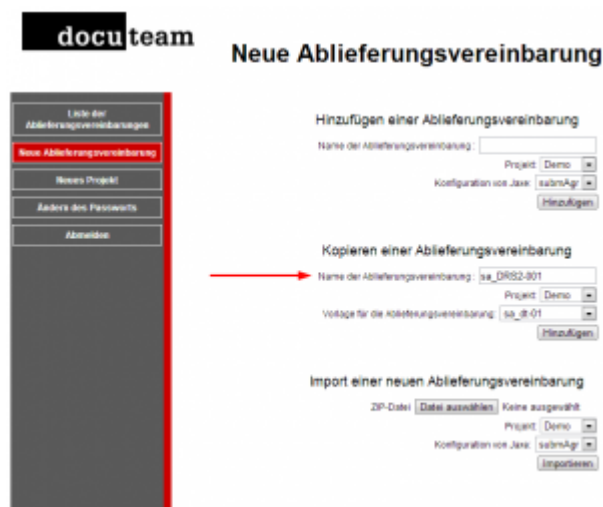 docuteam
Neue Ablieferungsvereinbarung
Liste der
Ablieferungsvereinbarungen
Neue Ablieferungsvereinbarung
Neues Projekt
Ändern des Passworts
Abmelden
Hinzufügen einer Ablieferungsvereinbarung
Name der Ablieferungsvereinbarung:
Projekt: Demo
Konfiguration von Jaxe: submAgr
Hinzufügen
Kopieren einer Ablieferungsvereinbarung
Name der Ablieferungsvereinbarung: sa_DRS2-001
Projekt: Demo
Vorlage für die Ablieferungsvereinbarung: sa_dt-01
Hinzufügen
Import einer neuen Ablieferungsvereinbarung
ZIP-Datei: Datei auswählen Keine ausgewählt
Projekt: Demo
Konfiguration von Jaxe: submAgr
Importieren